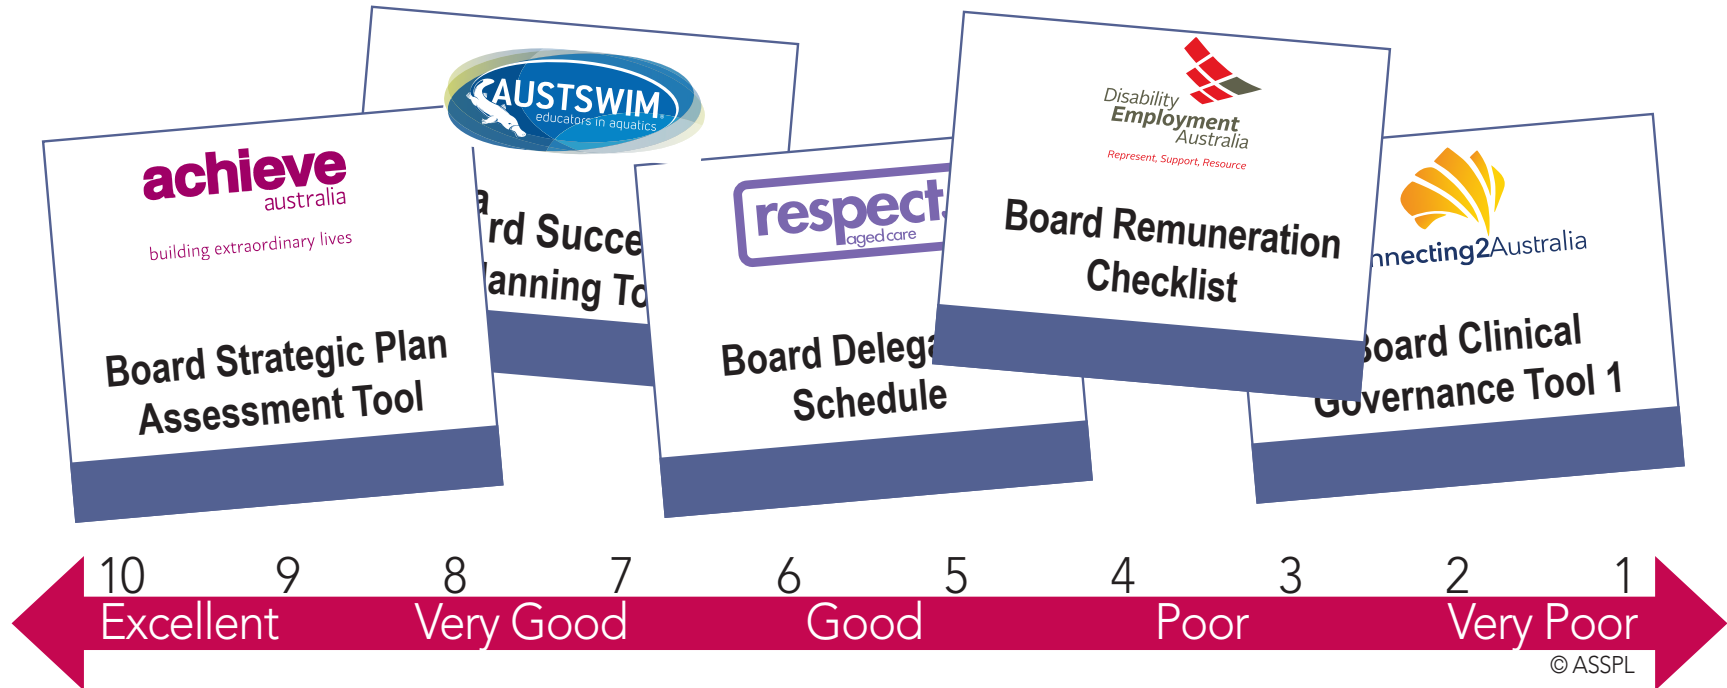 achieve
australia
building extraordinary lives
Board Strategic Plan
Assessment Tool
AUSTSWIM
educators in aquatics
a
rd Succe
lanning To
respect.
aged care
Board Delega
Schedule
Disability
Employment
Australia
Represent, Support, Resource
Board Remuneration
Checklist
nnecting2Australia
Board Clinical
Governance Tool 1
10 9 8 7 6 5 4 3 2 1
Excellent Very Good Good Poor Very Poor
© ASSPL